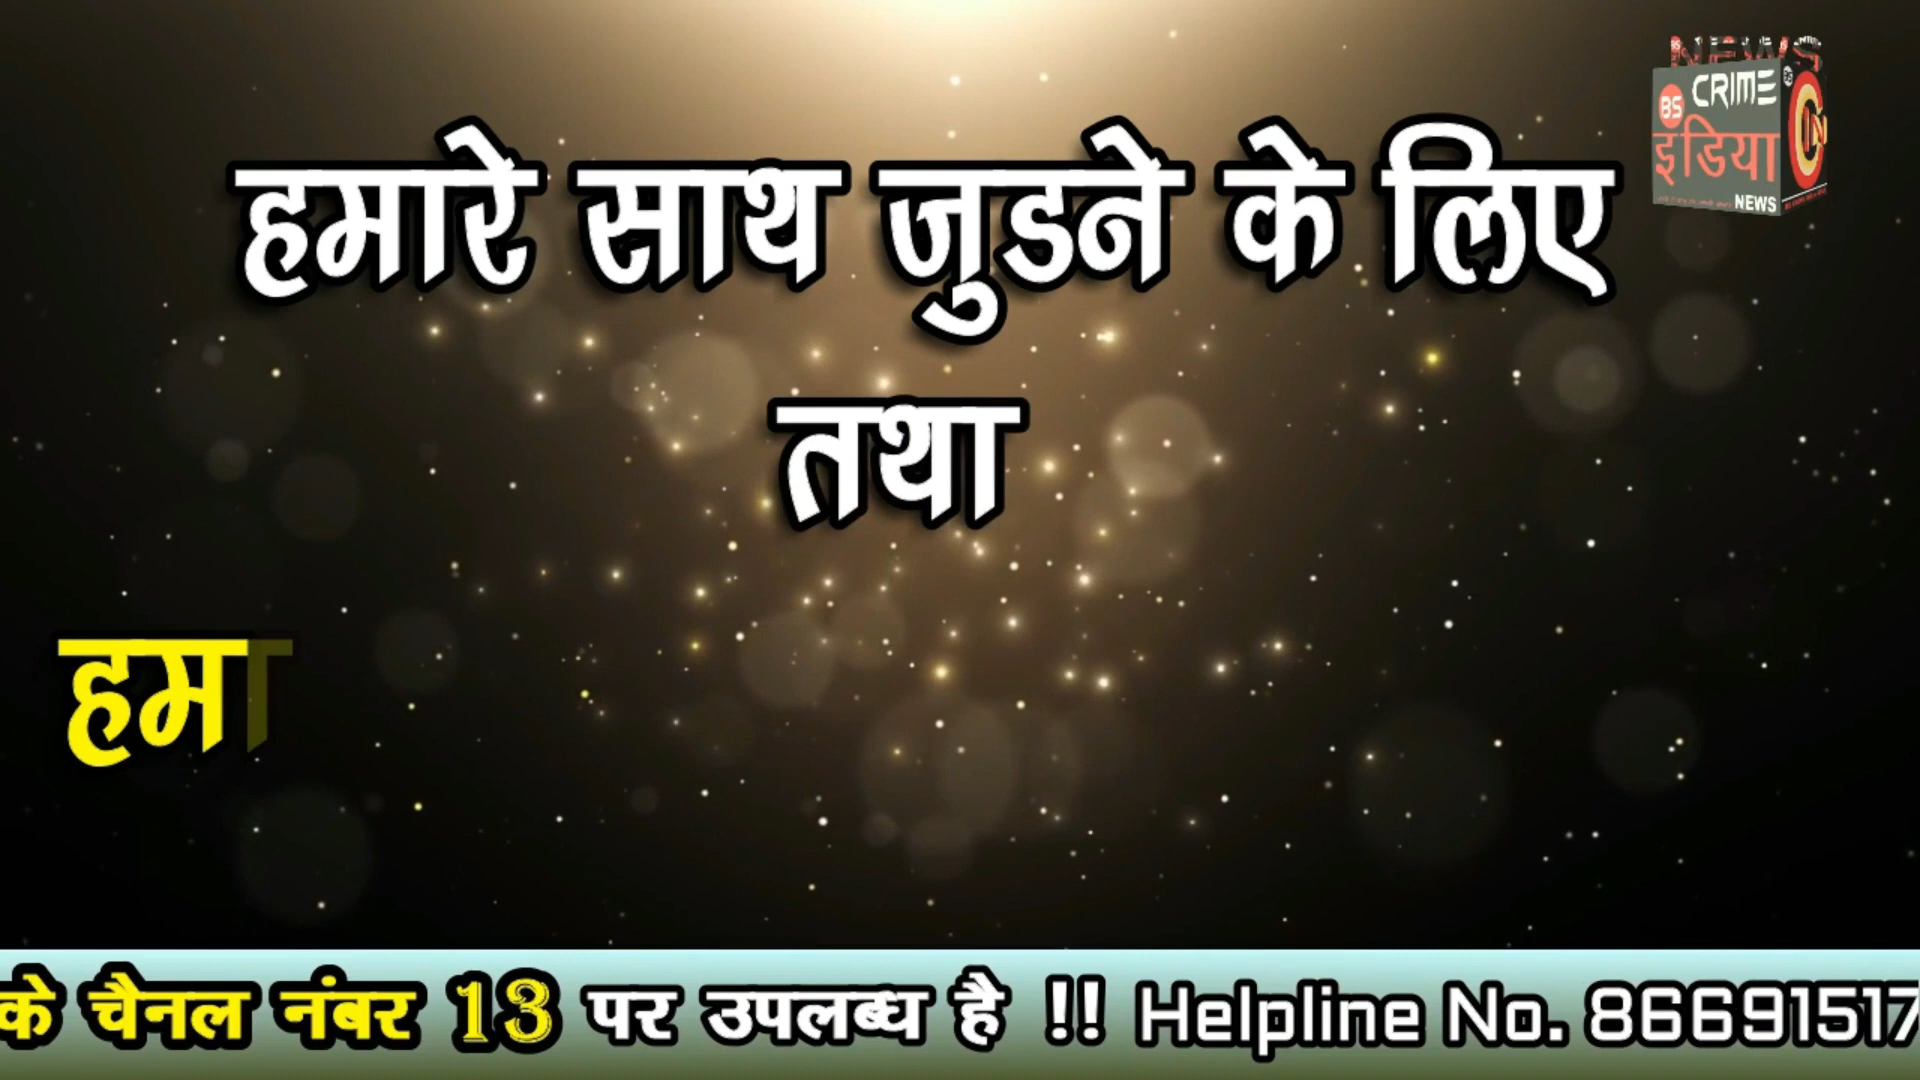 NEWS
BS CRIME
इंडिया
NEWS
हमारे साथ जुडने के लिए
तथा
हमा
के चैनल नंबर 13 पर उपलब्ध है !! Helpline No. 86691517